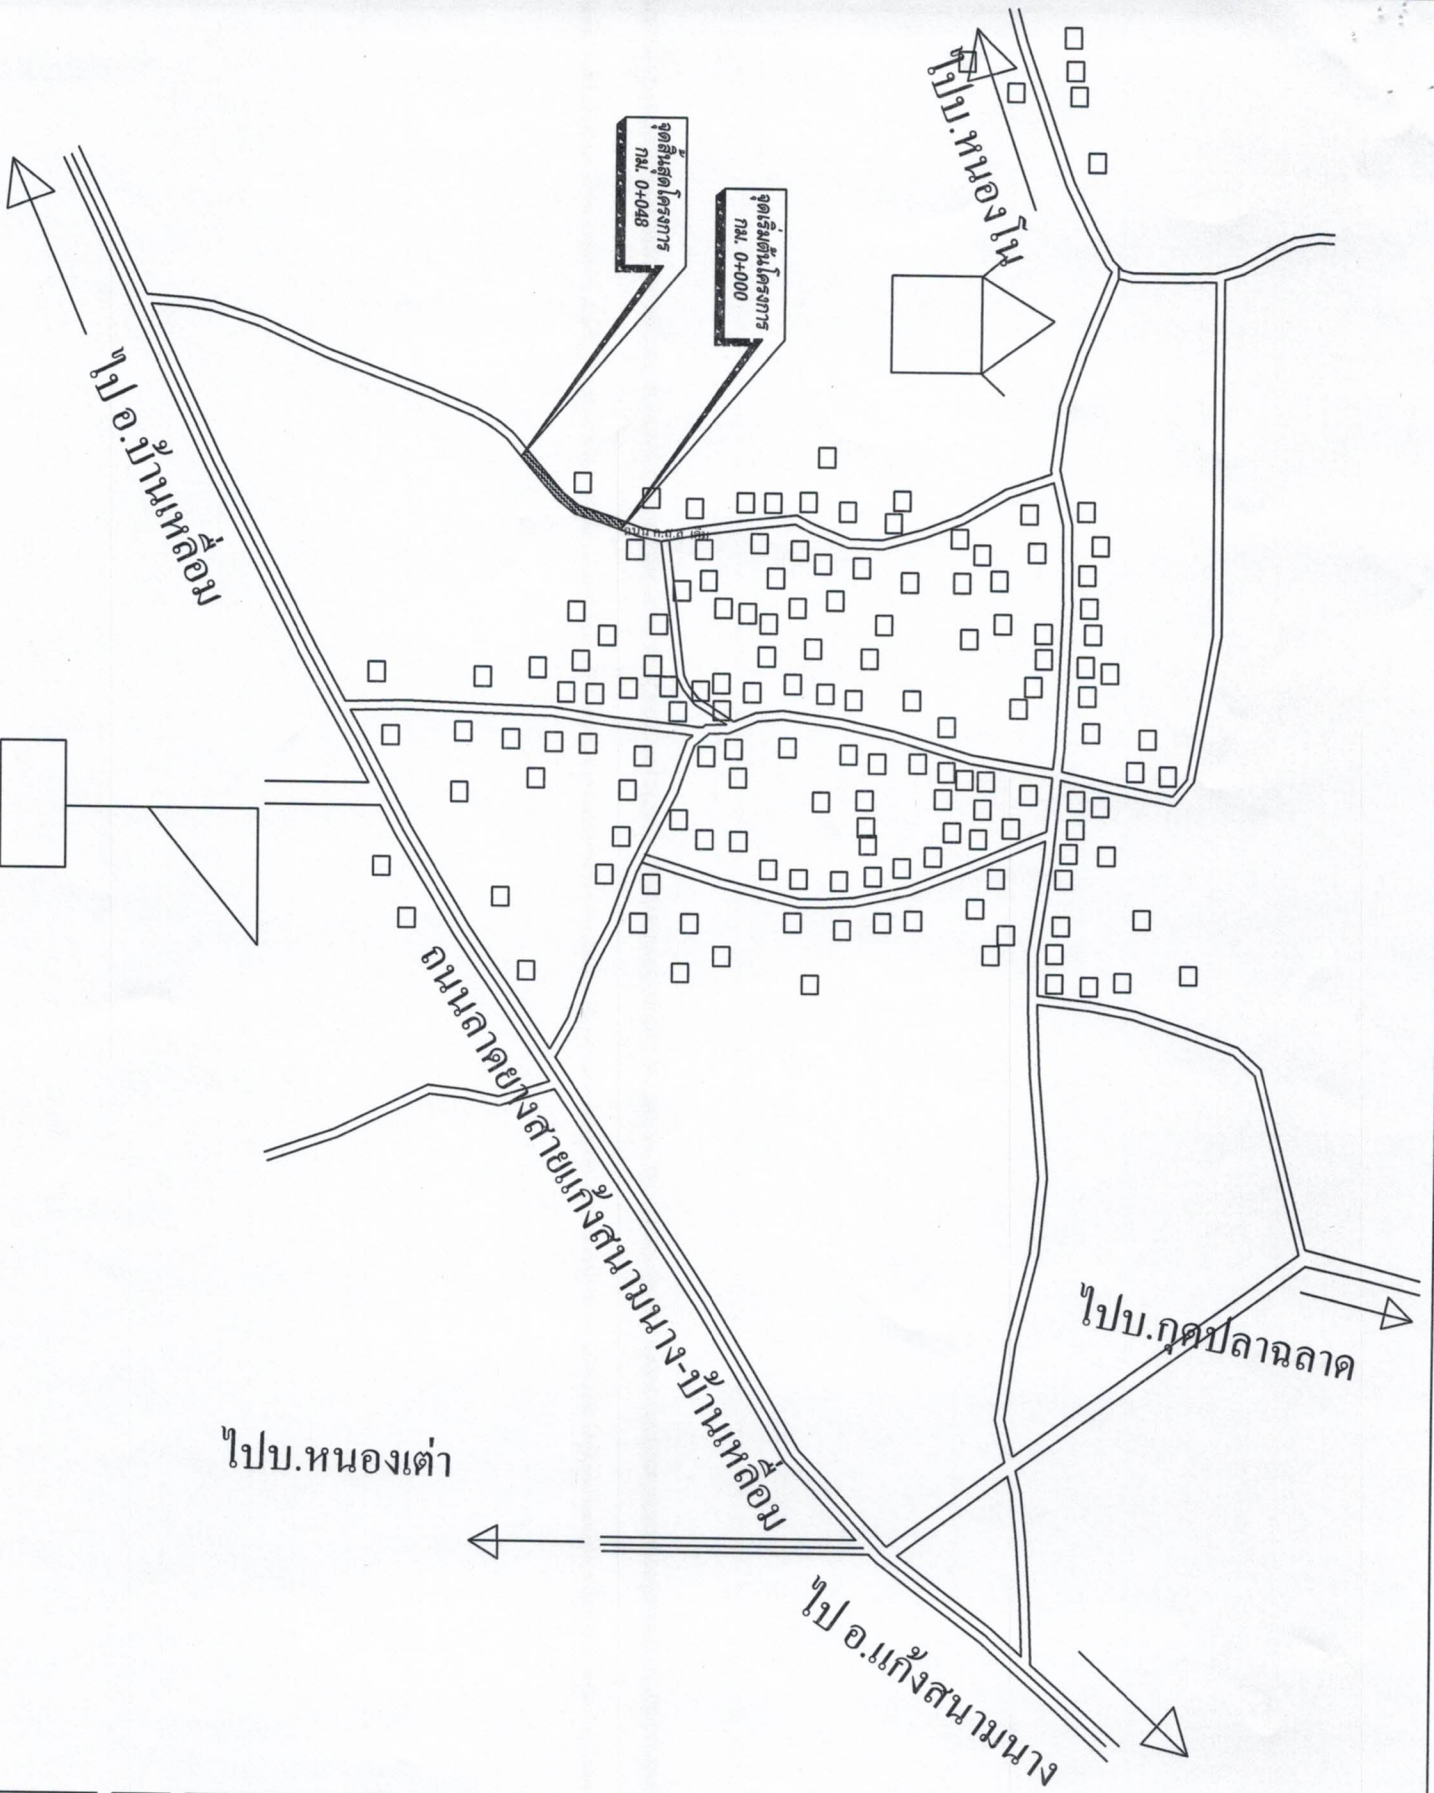 ไปบ.หนองโน
จุดสิ้นสุดโครงการ
กม. 0+048
จุดเริ่มต้นโครงการ
กม. 0+000
ไป อ.บ้านเหลื่อม
ถนนลาดยางสายแก้งสนามนาง-บ้านเหลื่อม
ไปบ.กุดปลาฉลาด
ไปบ.หนองเต่า
ไป อ.แก้งสนามนาง